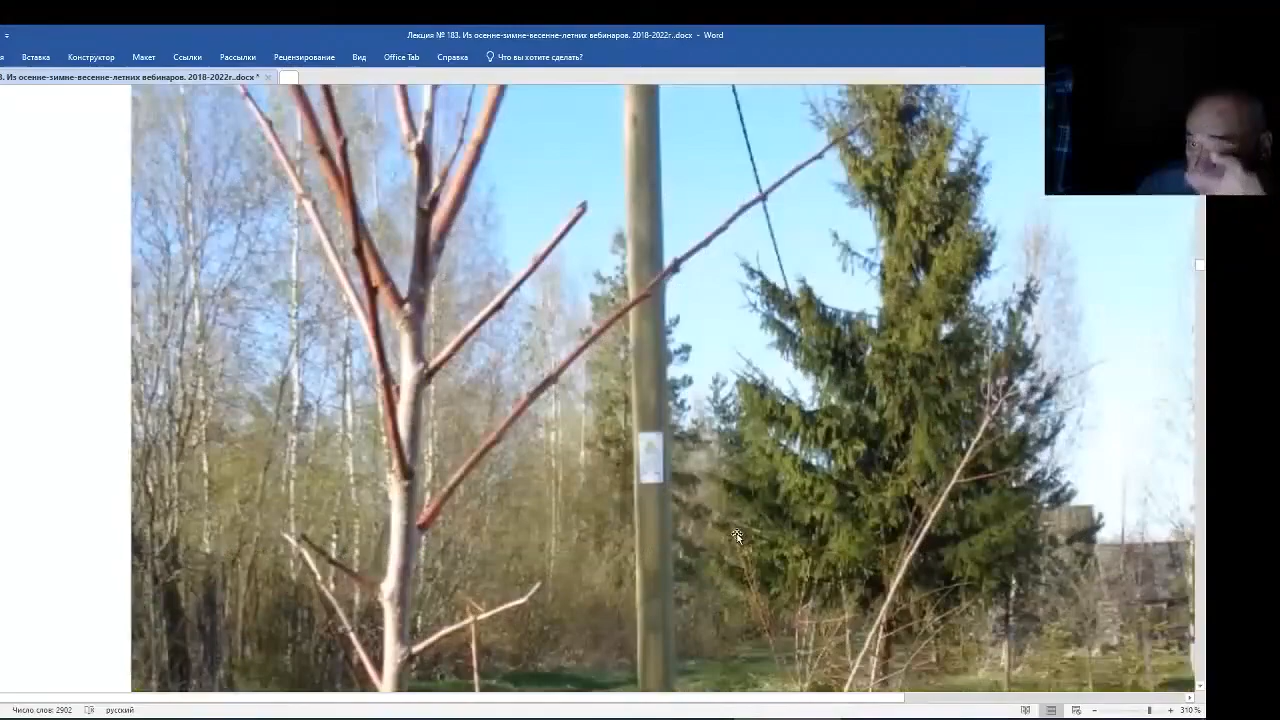 Лекция № 183. Из осенне-зимне-весенне-летних вебинаров. 2018-2022г..docx - Word
Вставка Конструктор Макет Ссылки Рассылки Рецензирование Вид Office Tab Справка Что вы хотите сделать?
3. Из осенне-зимне-весенне-летних вебинаров. 2018-2022г..docx *
Число слов: 2902 русский 310 %